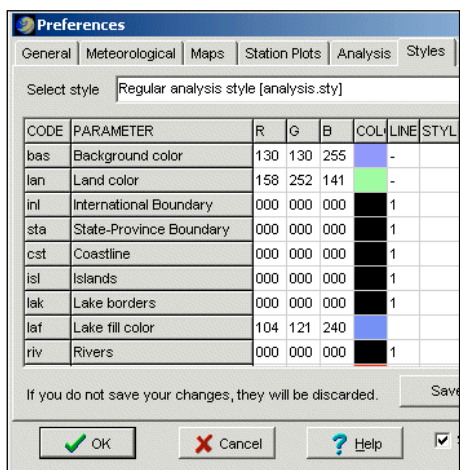 Preferences
General Meteorological Maps Station Plots Analysis Styles
Select style Regular analysis style [analysis.sty]
CODE PARAMETER R G B COL LINE STYL
bas Background color 130 130 255 -
lan Land color 158 252 141 -
inl International Boundary 000 000 000 1
sta State-Province Boundary 000 000 000 1
cst Coastline 000 000 000 1
isl Islands 000 000 000 1
lak Lake borders 000 000 000 1
laf Lake fill color 104 121 240
riv Rivers 000 000 000 1
If you do not save your changes, they will be discarded. Save
OK Cancel Help